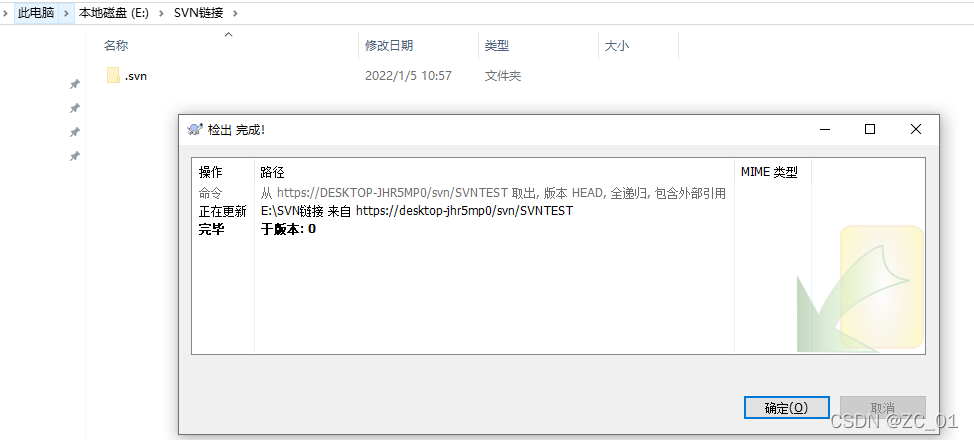 此电脑 › 本地磁盘 (E:) › SVN链接 ›
名称 修改日期 类型 大小
.svn 2022/1/5 10:57 文件夹
检出 完成!
操作 路径 MIME 类型
命令 从 https://DESKTOP-JHR5MP0/svn/SVNTEST 取出, 版本 HEAD, 全递归, 包含外部引用
正在更新 E:\SVN链接 来自 https://desktop-jhr5mp0/svn/SVNTEST
完毕 于版本: 0
确定(O) 取消
CSDN @ZC_01